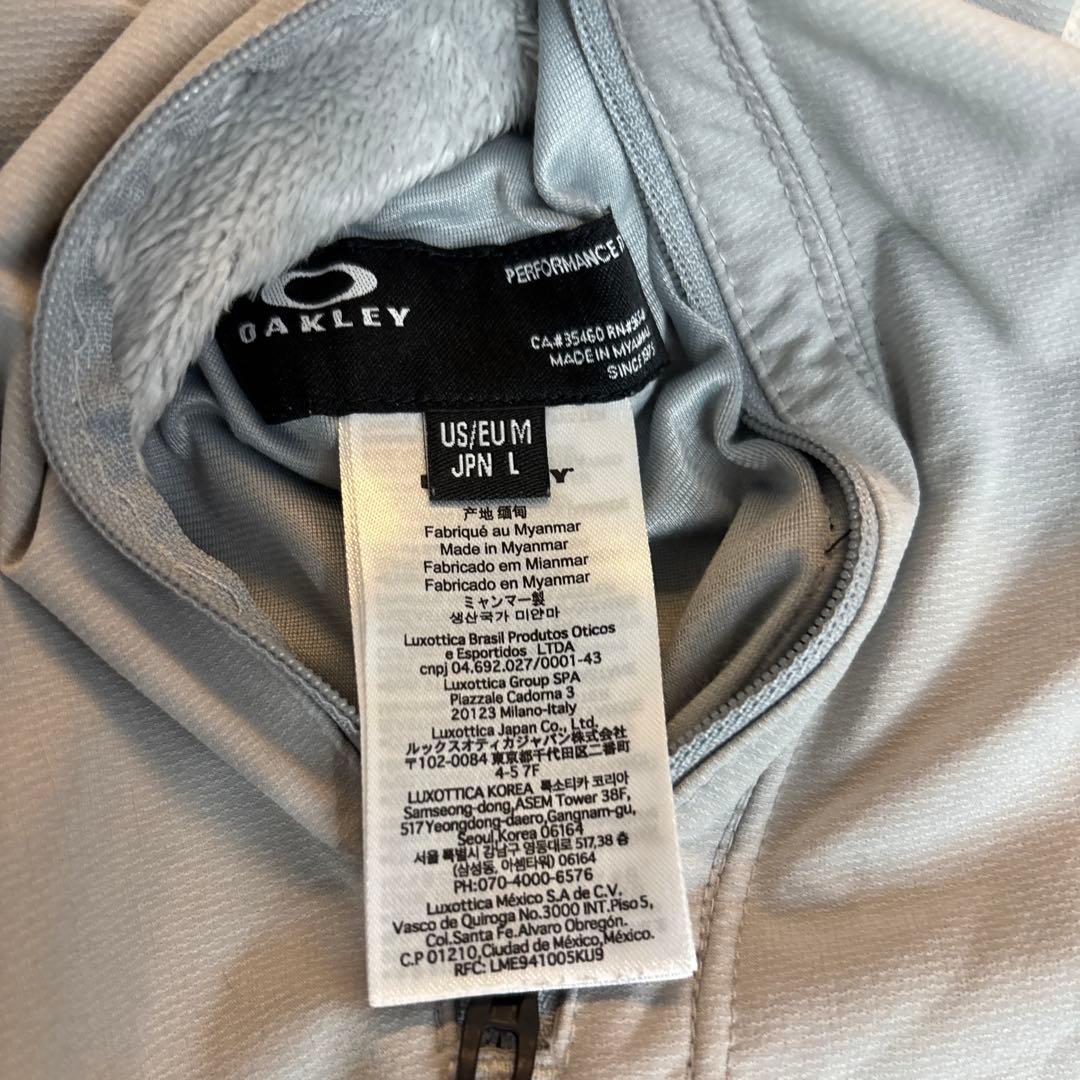 OAKLEY
PERFORMANCE
CA#35460 RN#
MADE IN MYANMAR
SINCE 1975
US/EU M
JPN L
Y
产地 缅甸
Fabriqué au Myanmar
Made in Myanmar
Fabricado em Mianmar
Fabricado en Myanmar
ミャンマー製
생산국가 미얀마
Luxottica Brasil Produtos Oticos
e Esportidos LTDA
cnpj 04.692.027/0001-43
Luxottica Group SPA
Piazzale Cadorna 3
20123 Milano-Italy
Luxottica Japan Co., Ltd.
ルックスオティカジャパン株式会社
〒102-0084 東京都千代田区二番町
4-5 7F
LUXOTTICA KOREA 룩소티카 코리아
Samseong-dong,ASEM Tower 38F,
517Yeongdong-daero,Gangnam-gu,
Seoul,Korea 06164
서울 특별시 강남구 영동대로 517,38 층
(삼성동, 아셈타워) 06164
PH:070-4000-6576
Luxottica México S.A de C.V.
Vasco de Quiroga No.3000 INT.Piso5,
Col.Santa Fe.Alvaro Obregón.
C.P 01210,Ciudad de México,México.
RFC: LME941005KU9